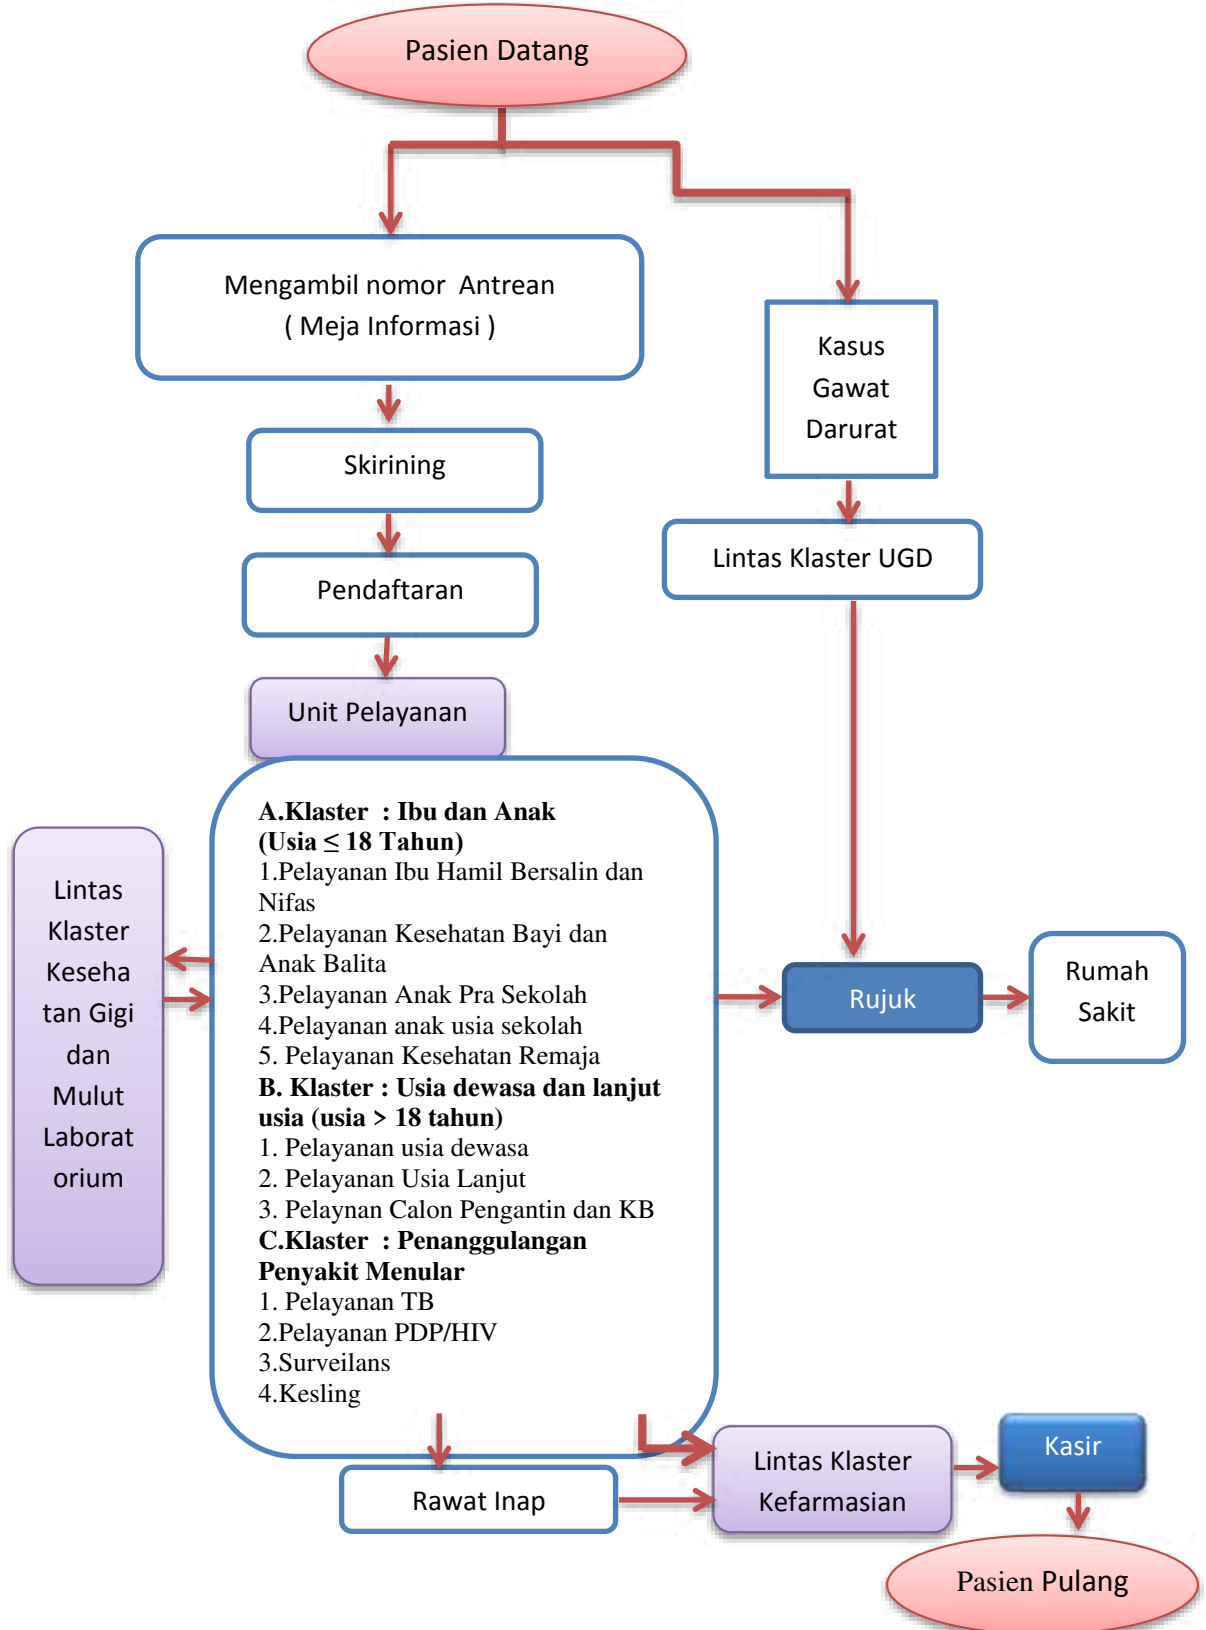 Pasien Datang
Mengambil nomor  Antrean
( Meja Informasi )
Kasus
Gawat
Darurat
Skirining
Lintas Klaster UGD
Pendaftaran
Unit Pelayanan
A.Klaster  : Ibu dan Anak
(Usia ≤ 18 Tahun)
1.Pelayanan Ibu Hamil Bersalin dan
Nifas
2.Pelayanan Kesehatan Bayi dan
Anak Balita
3.Pelayanan Anak Pra Sekolah
4.Pelayanan anak usia sekolah
5. Pelayanan Kesehatan Remaja
B. Klaster : Usia dewasa dan lanjut
usia (usia > 18 tahun)
1. Pelayanan usia dewasa
2. Pelayanan Usia Lanjut
3. Pelaynan Calon Pengantin dan KB
C.Klaster  : Penanggulangan
Penyakit Menular
1. Pelayanan TB
2.Pelayanan PDP/HIV
3.Surveilans
4.Kesling
Lintas
Klaster
Keseha
tan Gigi
dan
Mulut
Laborat
orium
Rujuk
Rumah
Sakit
Rawat Inap
Lintas Klaster
Kefarmasian
Kasir
Pasien Pulang